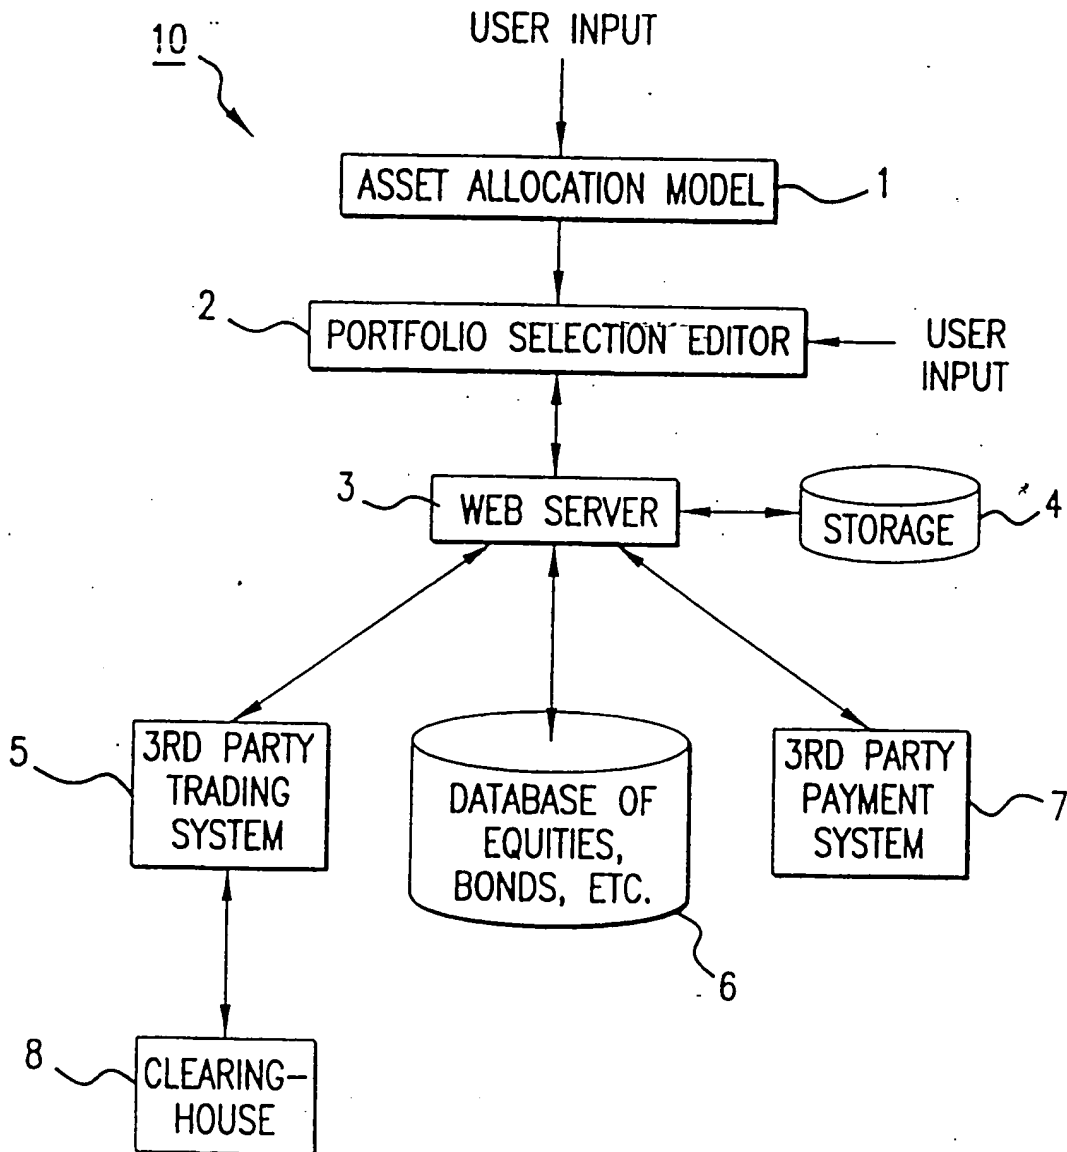 10
USER INPUT
ASSET ALLOCATION MODEL
1
2
PORTFOLIO SELECTION EDITOR
USER
INPUT
3
WEB SERVER
STORAGE
4
5
3RD PARTY
TRADING
SYSTEM
DATABASE OF
EQUITIES,
BONDS, ETC.
6
3RD PARTY
PAYMENT
SYSTEM
7
8
CLEARING-
HOUSE